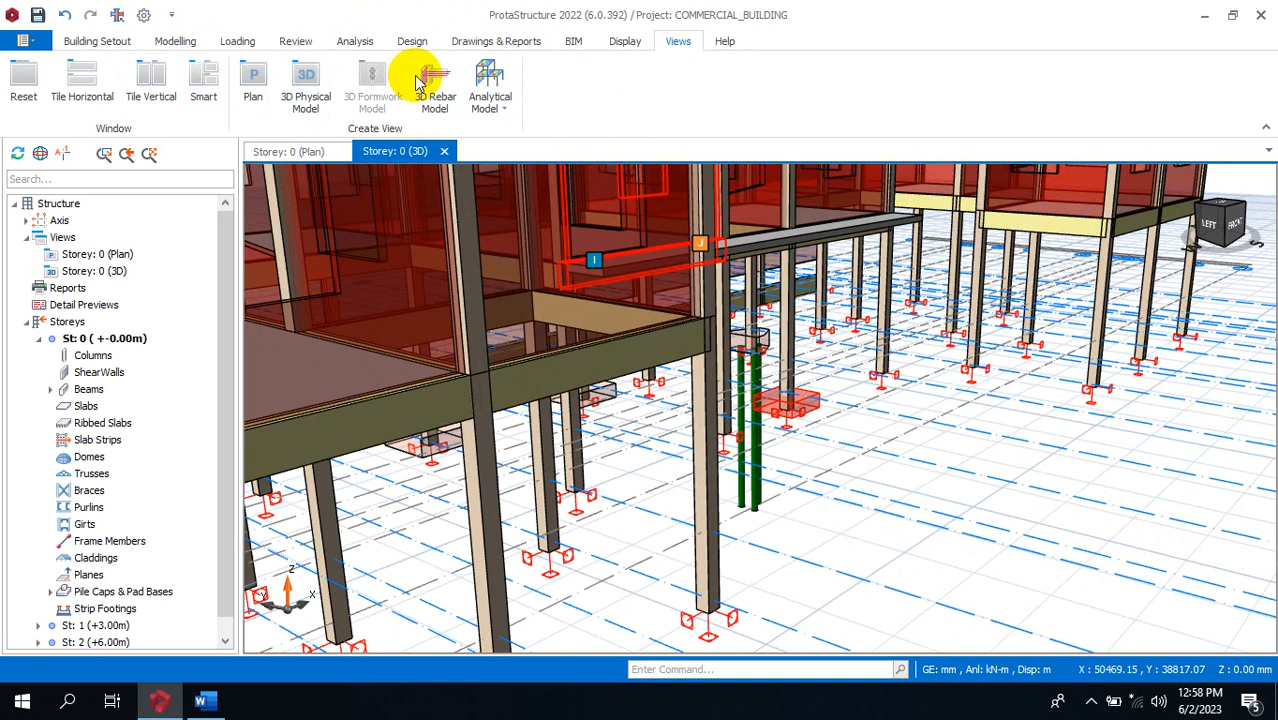 ProtaStructure 2022 (6.0.392) / Project: COMMERCIAL_BUILDING
Building Setout Modelling Loading Review Analysis Design Drawings & Reports BIM Display Views Help
Reset Tile Horizontal Tile Vertical Smart Plan 3D Physical Model 3D Formwork Model 3D Rebar Model Analytical Model
Window Create View
Storey: 0 (Plan) Storey: 0 (3D)
Search...
Structure
Axis
Views
Storey: 0 (Plan)
Storey: 0 (3D)
Reports
Detail Previews
Storeys
St: 0 ( +-0.00m)
Columns
ShearWalls
Beams
Slabs
Ribbed Slabs
Slab Strips
Domes
Trusses
Braces
Purlins
Girts
Frame Members
Claddings
Planes
Pile Caps & Pad Bases
Strip Footings
St: 1 (+3.00m)
St: 2 (+6.00m)
LEFT FRONT
I J
Z
Y X
Enter Command... GE: mm , Anl: kN-m , Disp: m X : 50469.15, Y : 38817.07 Z : 0.00 mm
12:58 PM
6/2/2023
5